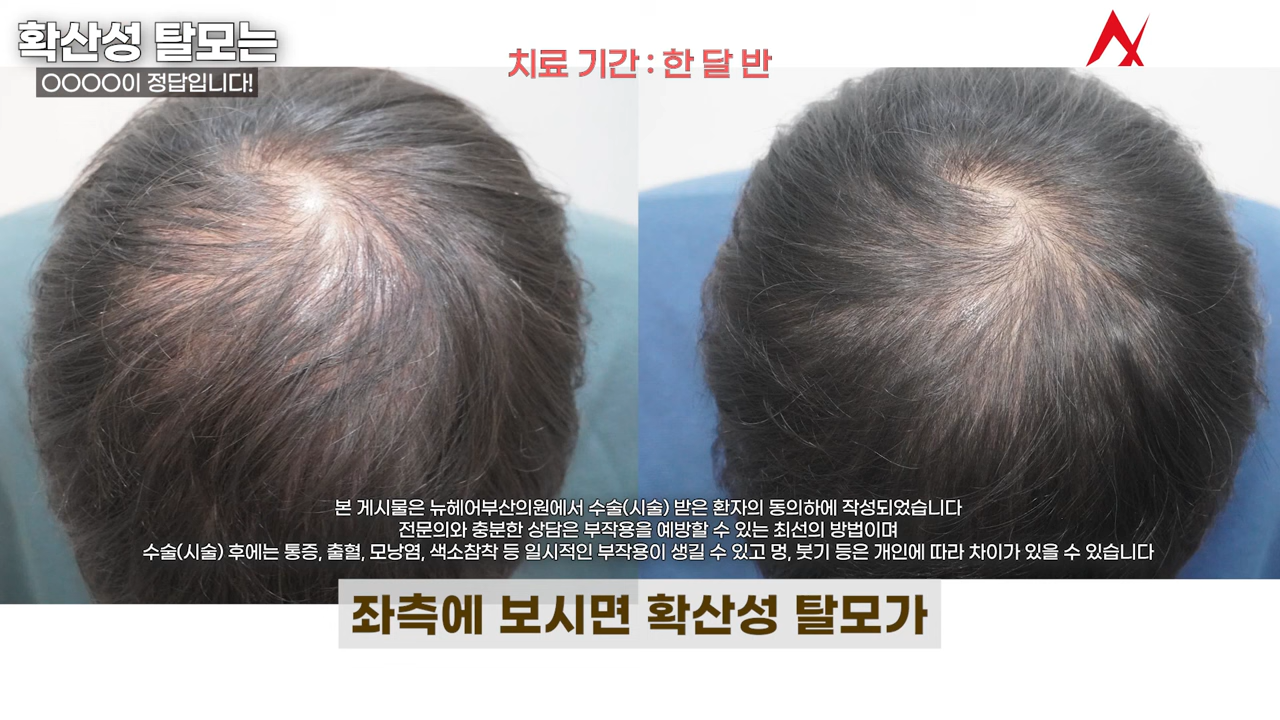 확산성 탈모는
OOOO이 정답입니다!
치료 기간 : 한 달 반
본 게시물은 뉴헤어부산의원에서 수술(시술) 받은 환자의 동의하에 작성되었습니다
전문의와 충분한 상담은 부작용을 예방할 수 있는 최선의 방법이며
수술(시술) 후에는 통증, 출혈, 모낭염, 색소침착 등 일시적인 부작용이 생길 수 있고 멍, 붓기 등은 개인에 따라 차이가 있을 수 있습니다
좌측에 보시면 확산성 탈모가